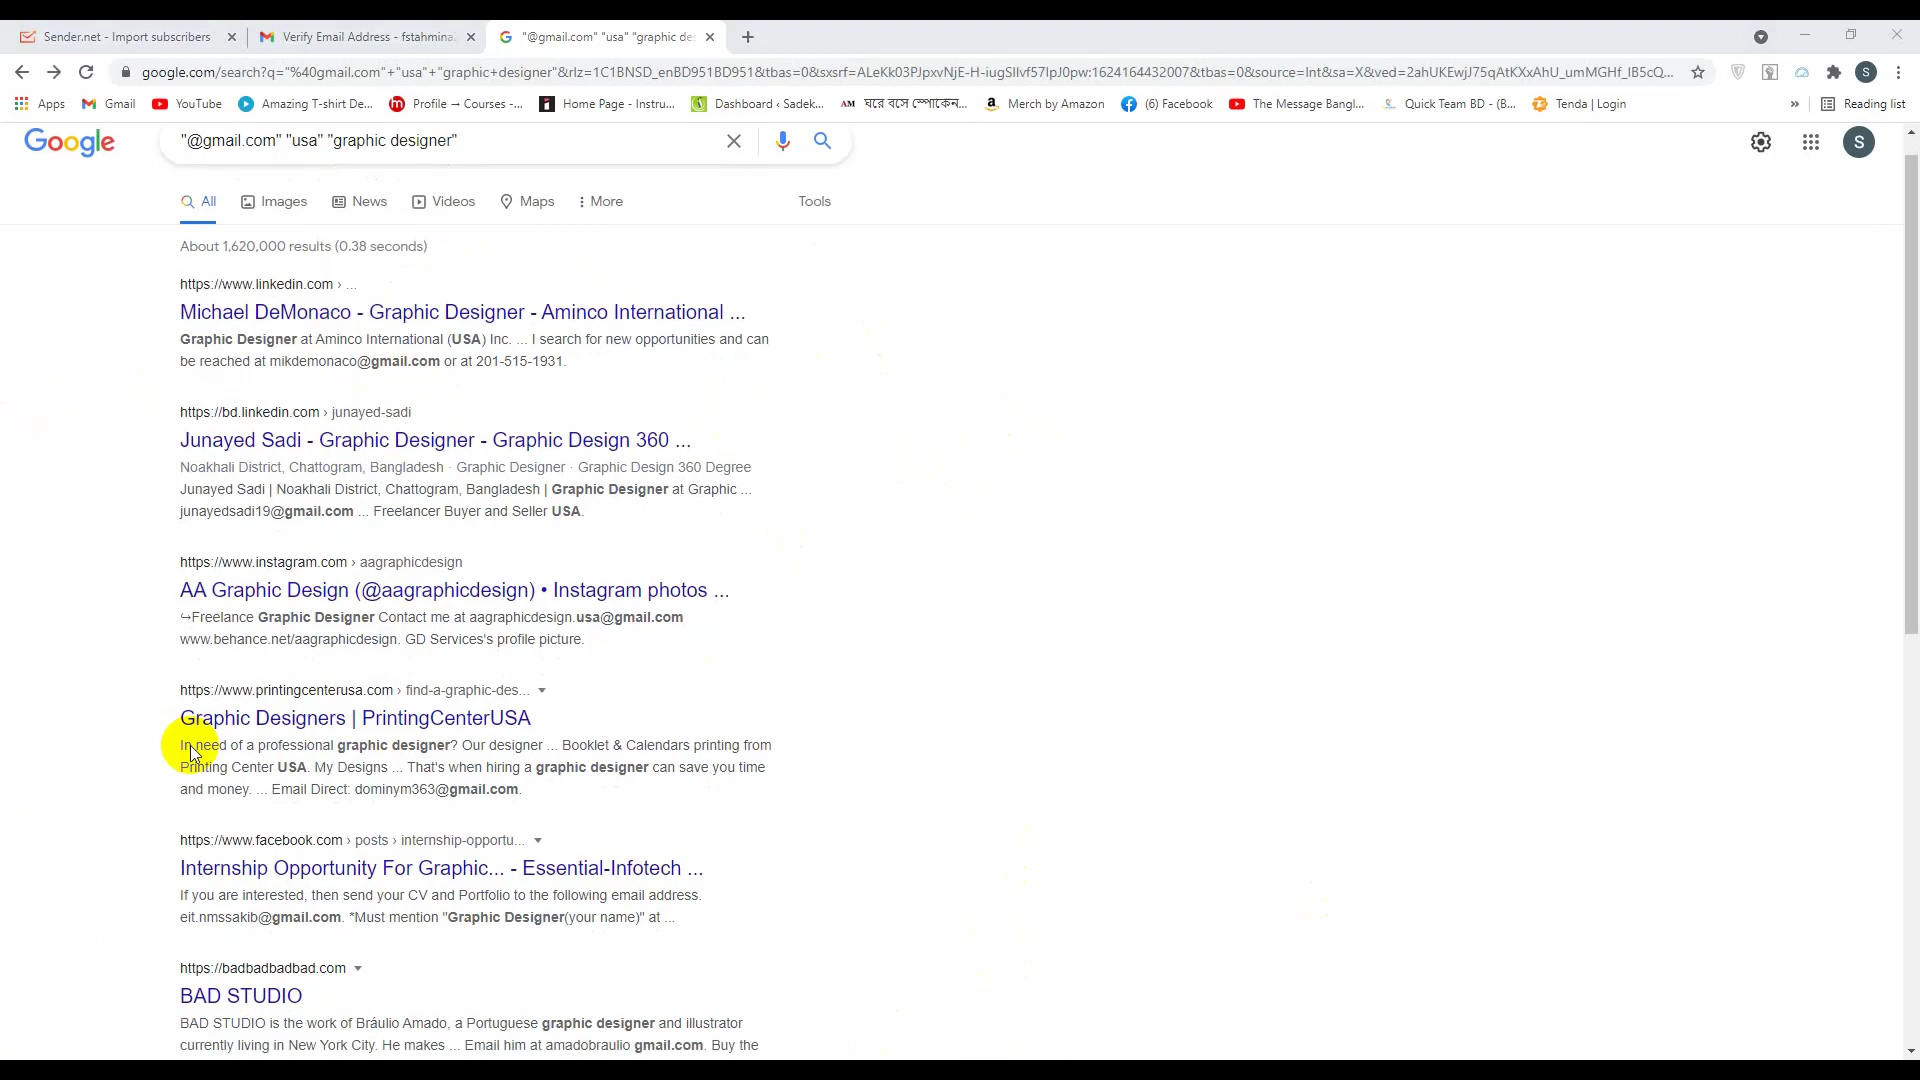 Sender.net - Import subscribers
Verify Email Address - fstahmina
"@gmail.com" "usa" "graphic des
google.com/search?q="%40gmail.com"+"usa"+"graphic+designer"&rlz=1C1BNSD_enBD951BD951&tbas=0&sxsrf=ALeKk03PJpxvNjE-H-iugSIlvf57IpJ0pw:1624164432007&tbas=0&source=lnt&sa=X&ved=2ahUKEwjJ75qAtKXxAhU_umMGHf_IB5cQ...
Apps
Gmail
YouTube
Amazing T-shirt De...
Profile → Courses -...
Home Page - Instru...
Dashboard ‹ Sadek...
AM ঘরে বসে স্পোকেন...
Merch by Amazon
(6) Facebook
The Message Bangl...
Quick Team BD - (B...
Tenda | Login
»
Reading list
Google
"@gmail.com" "usa" "graphic designer"
S
All
Images
News
Videos
Maps
More
Tools
About 1,620,000 results (0.38 seconds)
https://www.linkedin.com › ...
Michael DeMonaco - Graphic Designer - Aminco International ...
Graphic Designer at Aminco International (USA) Inc. ... I search for new opportunities and can
be reached at mikdemonaco@gmail.com or at 201-515-1931.
https://bd.linkedin.com › junayed-sadi
Junayed Sadi - Graphic Designer - Graphic Design 360 ...
Noakhali District, Chattogram, Bangladesh · Graphic Designer · Graphic Design 360 Degree
Junayed Sadi | Noakhali District, Chattogram, Bangladesh | Graphic Designer at Graphic ...
junayedsadi19@gmail.com ... Freelancer Buyer and Seller USA.
https://www.instagram.com › aagraphicdesign
AA Graphic Design (@aagraphicdesign) • Instagram photos ...
↪Freelance Graphic Designer Contact me at aagraphicdesign.usa@gmail.com
www.behance.net/aagraphicdesign. GD Services's profile picture.
https://www.printingcenterusa.com › find-a-graphic-des...
Graphic Designers | PrintingCenterUSA
In need of a professional graphic designer? Our designer ... Booklet & Calendars printing from
Printing Center USA. My Designs ... That's when hiring a graphic designer can save you time
and money. ... Email Direct: dominym363@gmail.com.
https://www.facebook.com › posts › internship-opportu...
Internship Opportunity For Graphic... - Essential-Infotech ...
If you are interested, then send your CV and Portfolio to the following email address.
eit.nmssakib@gmail.com. *Must mention "Graphic Designer(your name)" at ...
https://badbadbadbad.com
BAD STUDIO
BAD STUDIO is the work of Bráulio Amado, a Portuguese graphic designer and illustrator
currently living in New York City. He makes ... Email him at amadobraulio gmail.com. Buy the